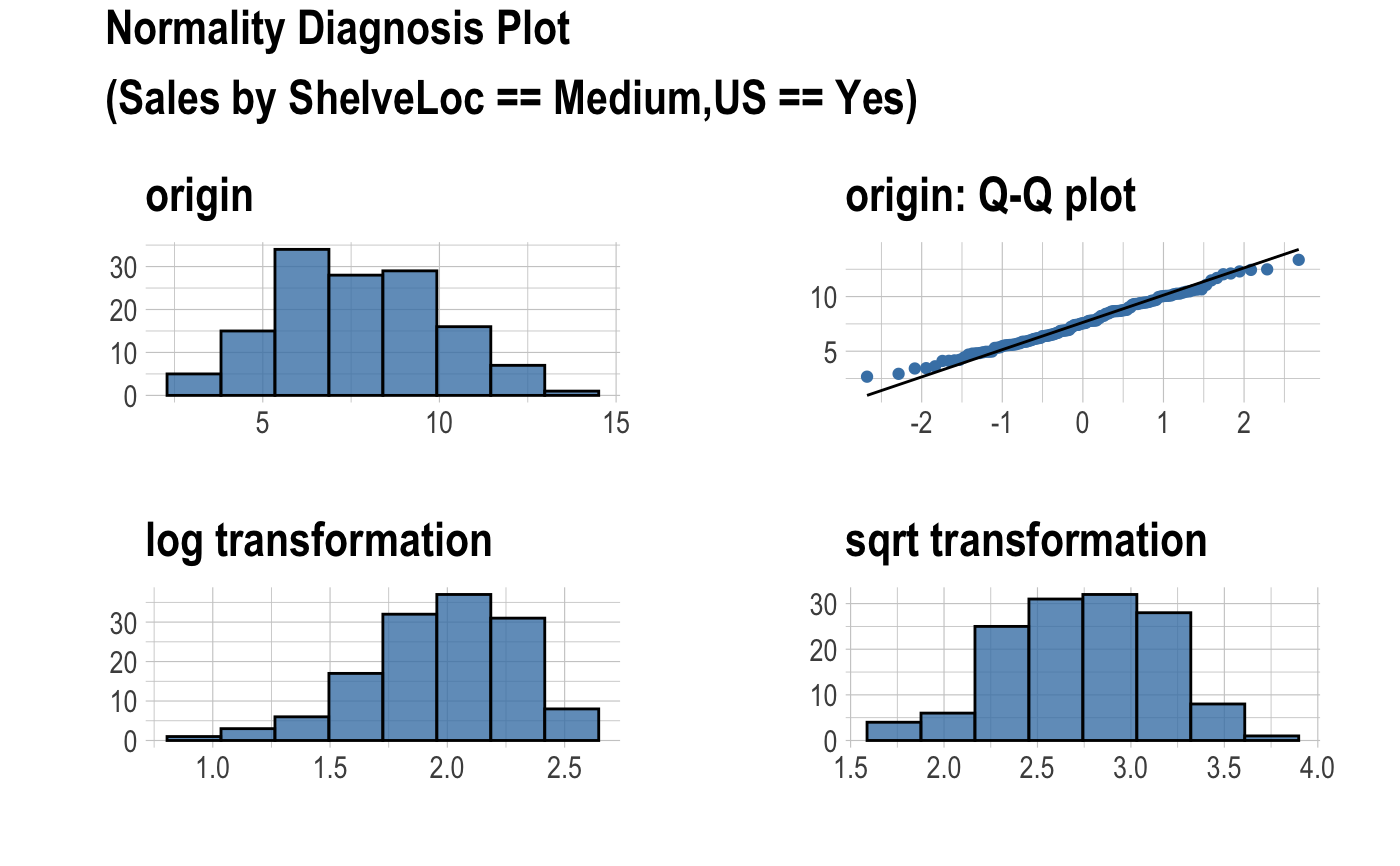 Normality Diagnosis Plot
(Sales by ShelveLoc == Medium,US == Yes)
origin
30
20
10
0
5 10 15
origin: Q-Q plot
10
5
-2 -1 0 1 2
log transformation
30
20
10
0
1.0 1.5 2.0 2.5
sqrt transformation
30
20
10
0
1.5 2.0 2.5 3.0 3.5 4.0